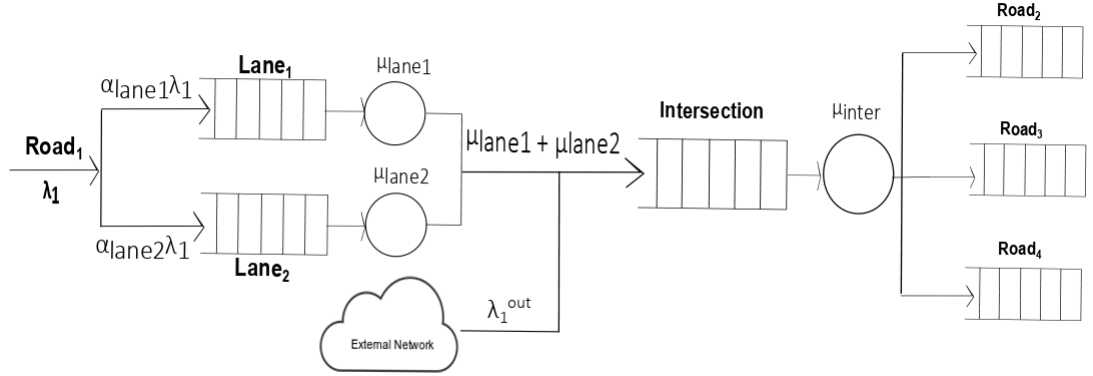 Road₂
Lane₁
μlane1
αlane1λ1
Intersection
μinter
Road₁
λ1
μlane1 + μlane2
Road₃
μlane2
αlane2λ1
Lane₂
Road₄
λ₁ᵒᵘᵗ
External Network